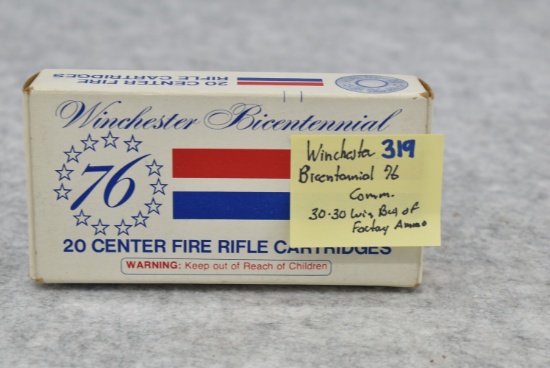 20 CENTER FIRE
RIFLE CARTRIDGES
Winchester Bicentennial
76
20 CENTER FIRE RIFLE CARTRIDGES
WARNING: Keep out of Reach of Children
Winchester 319
Bicentennial 76
Comm.
30-30 Win Box of
Factory Ammo